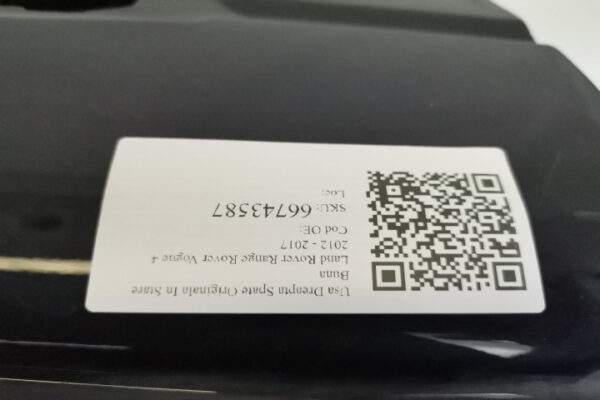 Usa Dreapta Spate Originala In Stare
Buna
Land Rover Range Rover Vogue 4
2012 - 2017
Cod OE:
SKU: 66743587
Loc: